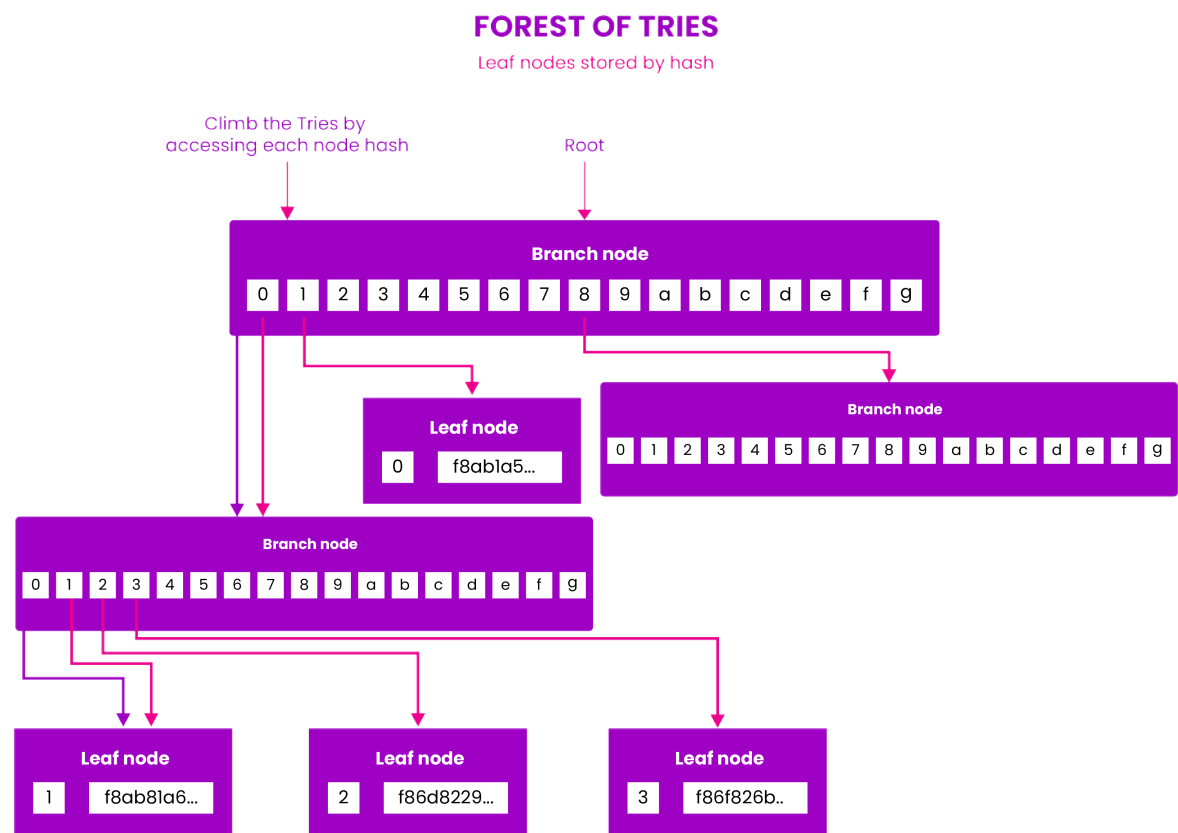 FOREST OF TRIES
Leaf nodes stored by hash
Climb the Tries by
accessing each node hash
Root
Branch node
0 1 2 3 4 5 6 7 8 9 a b c d e f g
Leaf node
0 f8ab1a5...
Branch node
0 1 2 3 4 5 6 7 8 9 a b c d e f g
Branch node
0 1 2 3 4 5 6 7 8 9 a b c d e f g
Leaf node
1 f8ab81a6...
Leaf node
2 f86d8229...
Leaf node
3 f86f826b..